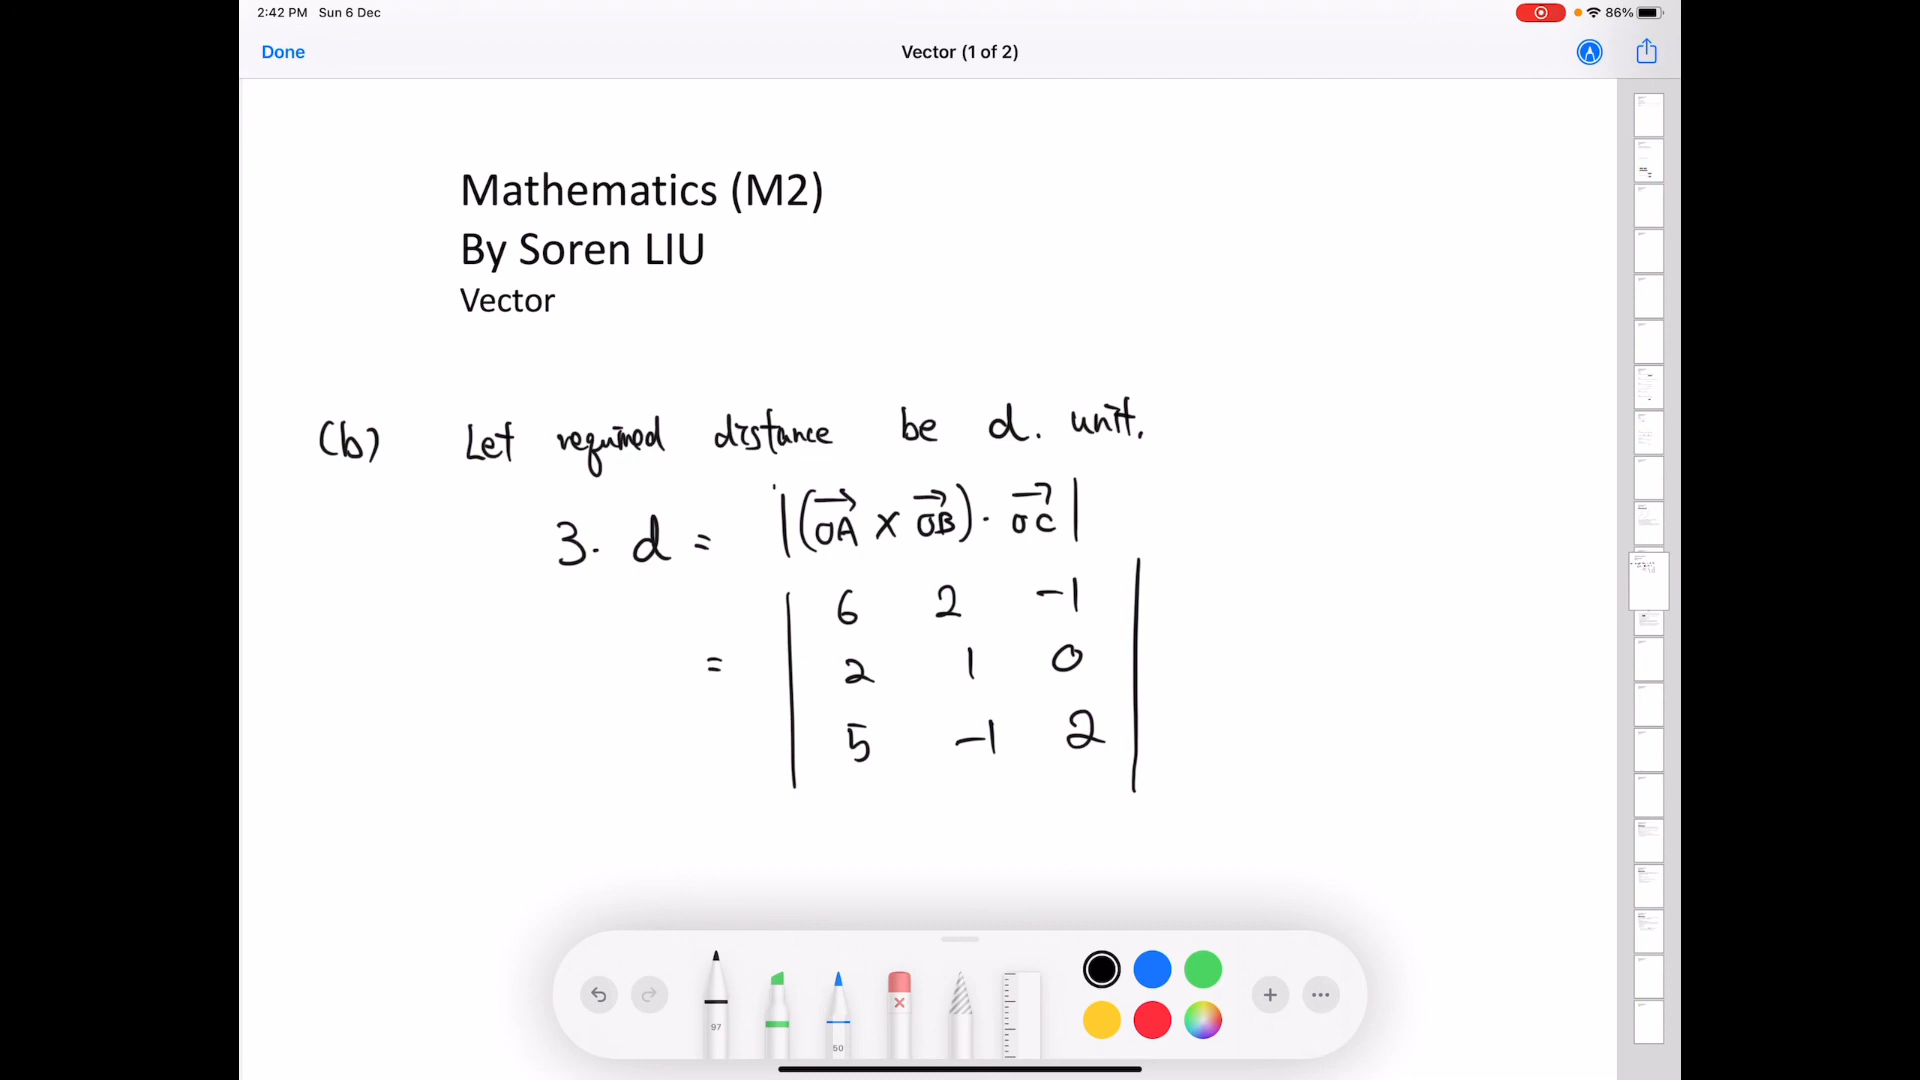 2:42 PM Sun 6 Dec 86%
Done Vector (1 of 2)
Mathematics (M2)
By Soren LIU
Vector
(b) Let required distance be d. unit.
3. d = |(OA × OB) · OC|
= | 6 2 -1
2 1 0
5 -1 2 |
97 50